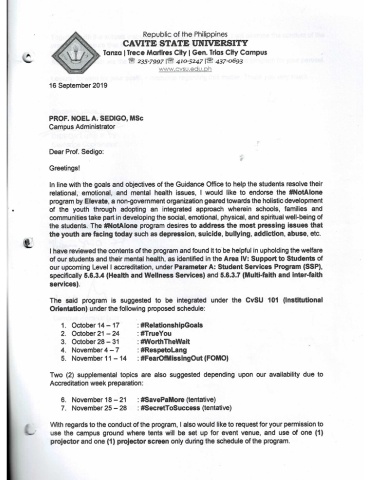 Republic of the Philippines
CAVITE STATE UNIVERSITY
Tanza | Trece Martires City | Gen. Trias City Campus
☏ 235-7997 |☏ 410-5247 |☏ 437-0693
www.cvsu.edu.ph
16 September 2019
PROF. NOEL A. SEDIGO, MSc
Campus Administrator
Dear Prof. Sedigo:
Greetings!
In line with the goals and objectives of the Guidance Office to help the students resolve their
relational, emotional, and mental health issues, I would like to endorse the #NotAlone
program by Elevate, a non-government organization geared towards the holistic development
of the youth through adopting an integrated approach wherein schools, families and
communities take part in developing the social, emotional, physical, and spiritual well-being of
the students. The #NotAlone program desires to address the most pressing issues that
the youth are facing today such as depression, suicide, bullying, addiction, abuse, etc.
I have reviewed the contents of the program and found it to be helpful in upholding the welfare
of our students and their mental health, as identified in the Area IV: Support to Students of
our upcoming Level I accreditation, under Parameter A: Student Services Program (SSP),
specifically 5.6.3.4 (Health and Wellness Services) and 5.6.3.7 (Multi-faith and Inter-faith
services).
The said program is suggested to be integrated under the CvSU 101 (Institutional
Orientation) under the following proposed schedule:
1. October 14 – 17 : #RelationshipGoals
2. October 21 – 24 : #TrueYou
3. October 28 – 31 : #WorthTheWait
4. November 4 – 7 : #RespetoLang
5. November 11 – 14 : #FearOfMissingOut (FOMO)
Two (2) supplemental topics are also suggested depending upon our availability due to
Accreditation week preparation:
6. November 18 – 21 : #SavePaMore (tentative)
7. November 25 – 28 : #SecretToSuccess (tentative)
With regards to the conduct of the program, I also would like to request for your permission to
use the campus ground where tents will be set up for event venue, and use of one (1)
projector and one (1) projector screen only during the schedule of the program.